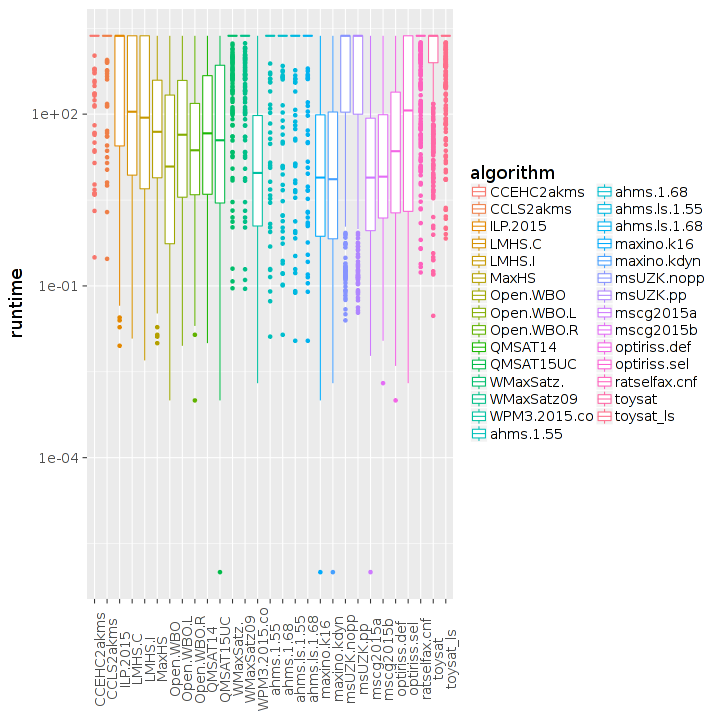 runtime
1e+02
1e-01
1e-04
CCEHC2akms
CCLS2akms
ILP.2015
LMHS.C
LMHS.I
MaxHS
Open.WBO
Open.WBO.L
Open.WBO.R
QMSAT14
QMSAT15UC
WMaxSatz.
WMaxSatz09
WPM3.2015.co
ahms.1.55
ahms.1.68
ahms.ls.1.55
ahms.ls.1.68
maxino.k16
maxino.kdyn
msUZK.nopp
msUZK.pp
mscg2015a
mscg2015b
optiriss.def
optiriss.sel
ratselfax.cnf
toysat
toysat_ls
algorithm
CCEHC2akms
CCLS2akms
ILP.2015
LMHS.C
LMHS.I
MaxHS
Open.WBO
Open.WBO.L
Open.WBO.R
QMSAT14
QMSAT15UC
WMaxSatz.
WMaxSatz09
WPM3.2015.co
ahms.1.55
ahms.1.68
ahms.ls.1.55
ahms.ls.1.68
maxino.k16
maxino.kdyn
msUZK.nopp
msUZK.pp
mscg2015a
mscg2015b
optiriss.def
optiriss.sel
ratselfax.cnf
toysat
toysat_ls